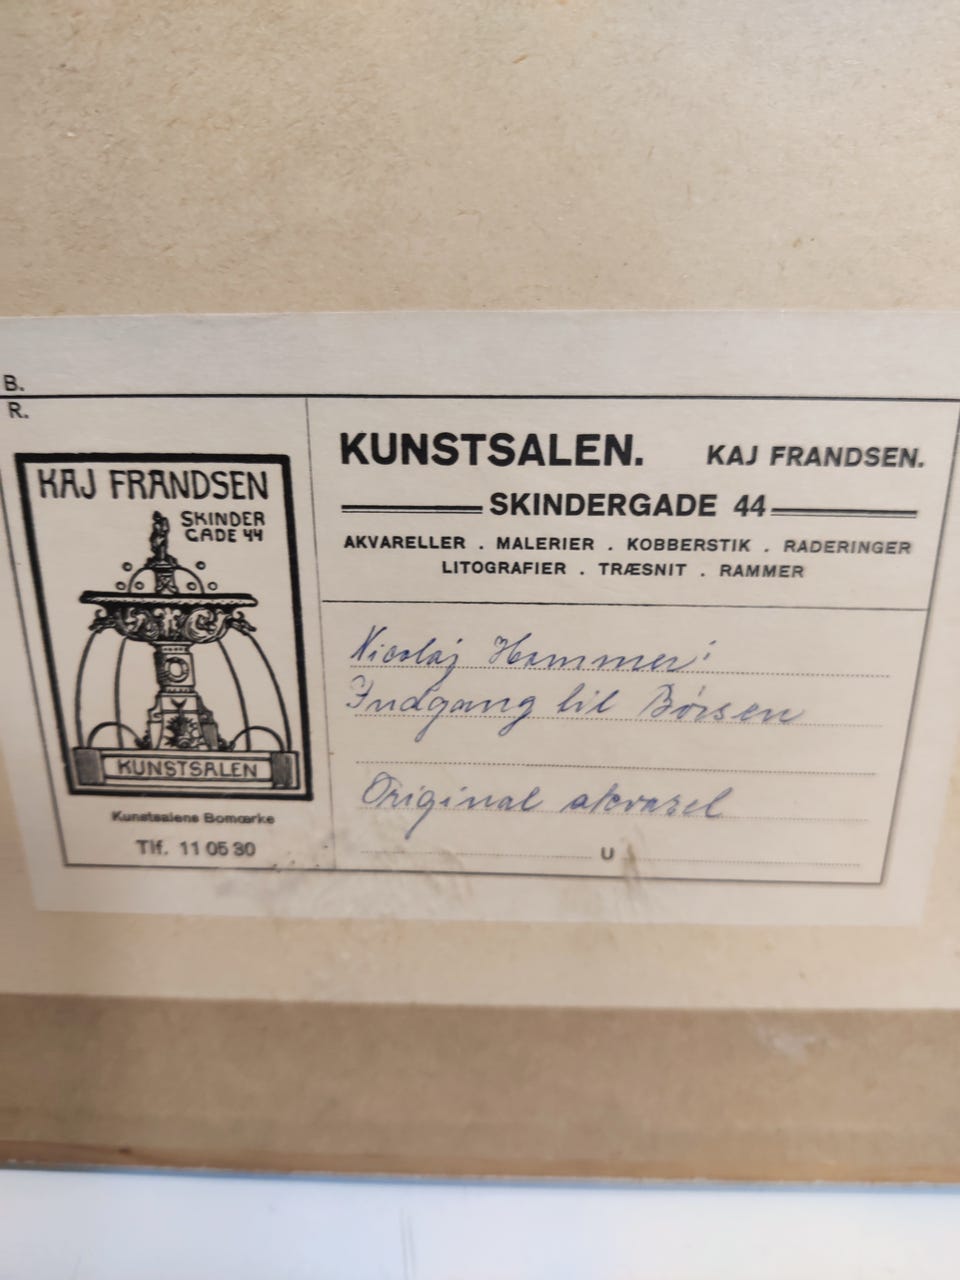 B.
R.
KAJ FRANDSEN
SKINDER
GADE 44
KUNSTSALEN
Kunstsalens Bomærke
Tlf. 11 05 30
KUNSTSALEN. KAJ FRANDSEN.
SKINDERGADE 44
AKVARELLER . MALERIER . KOBBERSTIK . RADERINGER
LITOGRAFIER . TRÆSNIT . RAMMER
Nicolaj Hammer:
Indgang til Börsen
Original akvarel
U